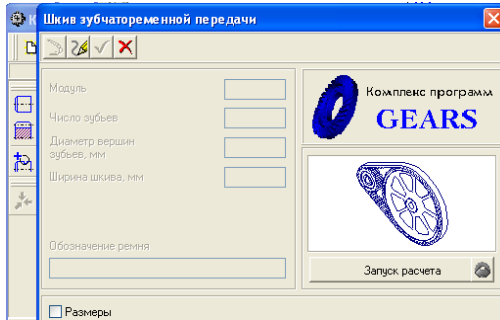 Шкив зубчатоременной передачи
Модуль
Число зубьев
Диаметр вершин
зубьев, мм
Ширина шкива, мм
Обозначение ремня
Комплекс программ
GEARS
Запуск расчета
Размеры